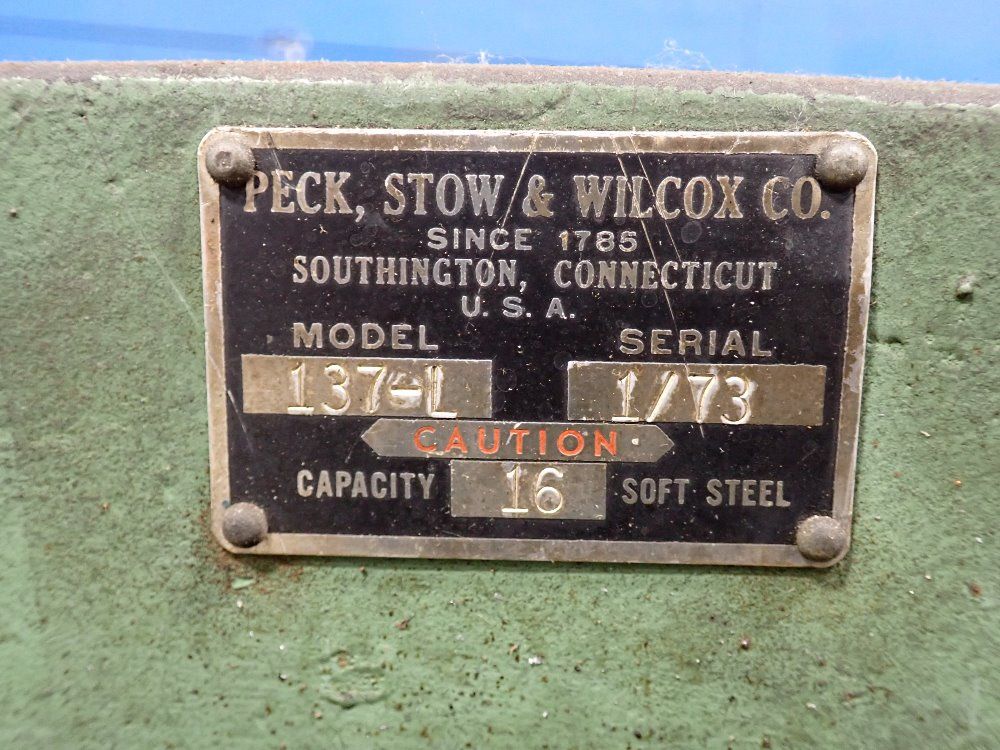 PECK, STOW & WILCOX CO.
SINCE 1785
SOUTHINGTON, CONNECTICUT
U. S. A.
MODEL SERIAL
137-L 1/73
CAUTION
CAPACITY 16 SOFT STEEL